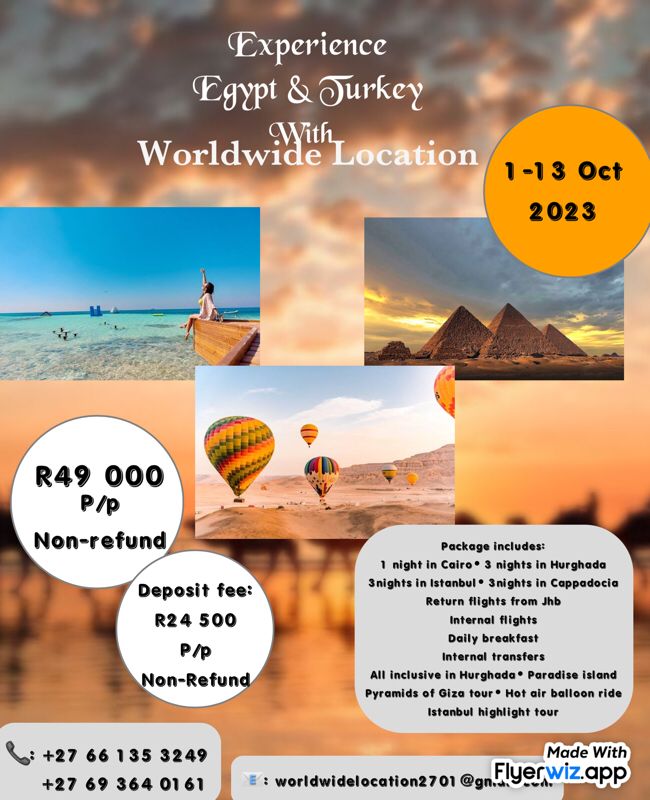 Experience
Egypt & Turkey
With
Worldwide Location
1-13 Oct
2023
R49 000
P/p
Non-refund
Deposit fee:
R24 500
P/p
Non-Refund
Package includes:
1 night in Cairo• 3 nights in Hurghada
3nights in Istanbul• 3nights in Cappadocia
Return flights from Jhb
Internal flights
Daily breakfast
Internal transfers
All inclusive in Hurghada• Paradise island
Pyramids of Giza tour• Hot air balloon ride
Istanbul highlight tour
📞: +27 66 135 3249
+27 69 364 0161
📧: worldwidelocation2701@gmail.com
Made With
Flyerwiz.app